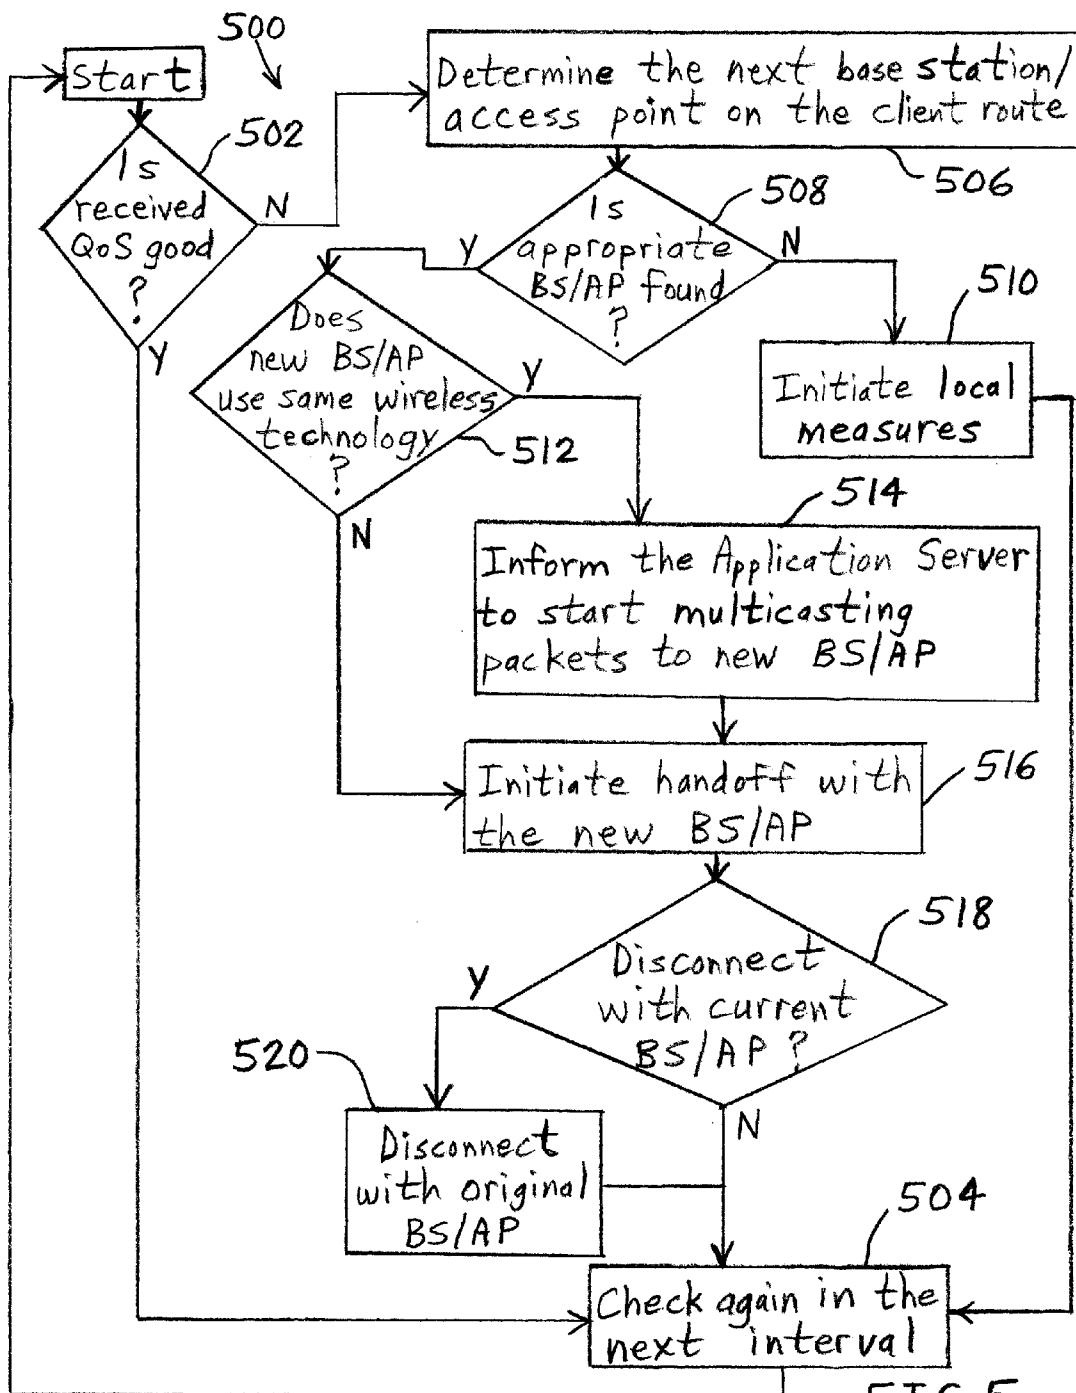 500
Start
Determine the next base station/
access point on the client route
502
506
Is
received
QoS good
?
N
Y
508
Is
appropriate
BS/AP found
?
Y
N
510
Initiate local
measures
Does
new BS/AP
use same wireless
technology
?
Y
512
N
514
Inform the Application Server
to start multicasting
packets to new BS/AP
516
Initiate handoff with
the new BS/AP
518
Disconnect
with current
BS/AP ?
Y
N
520
Disconnect
with original
BS/AP
504
Check again in the
next interval